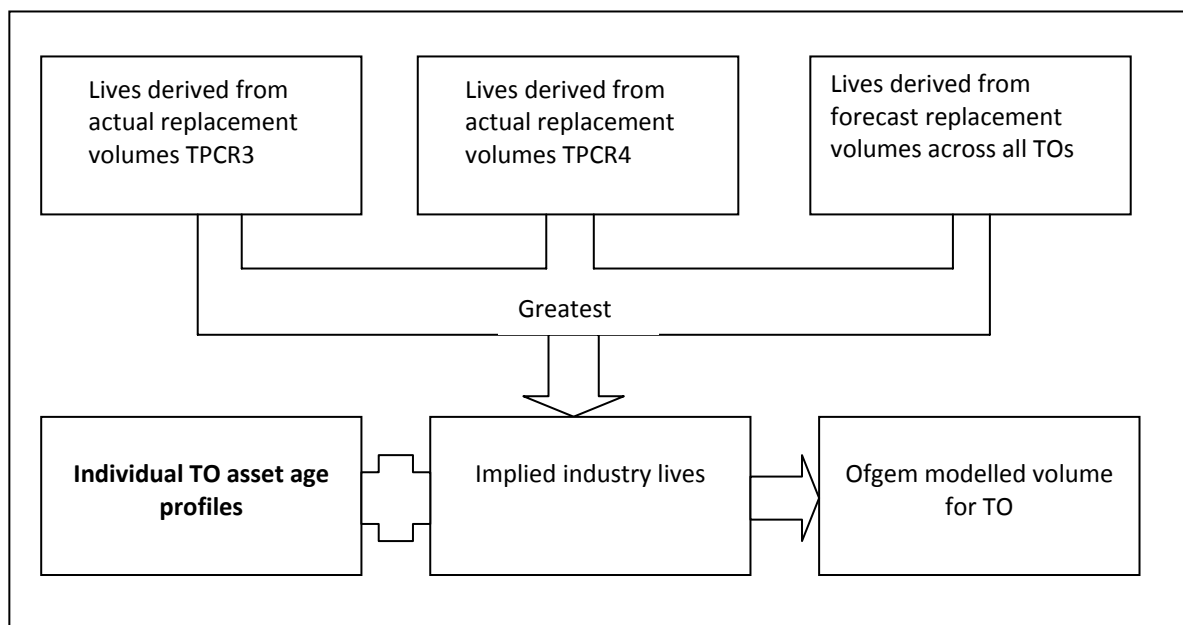 Lives derived from
actual replacement
volumes TPCR3
Lives derived from
actual replacement
volumes TPCR4
Lives derived from
forecast replacement
volumes across all TOs
Greatest
Individual TO asset age
profiles
Implied industry lives
Ofgem modelled volume
for TO